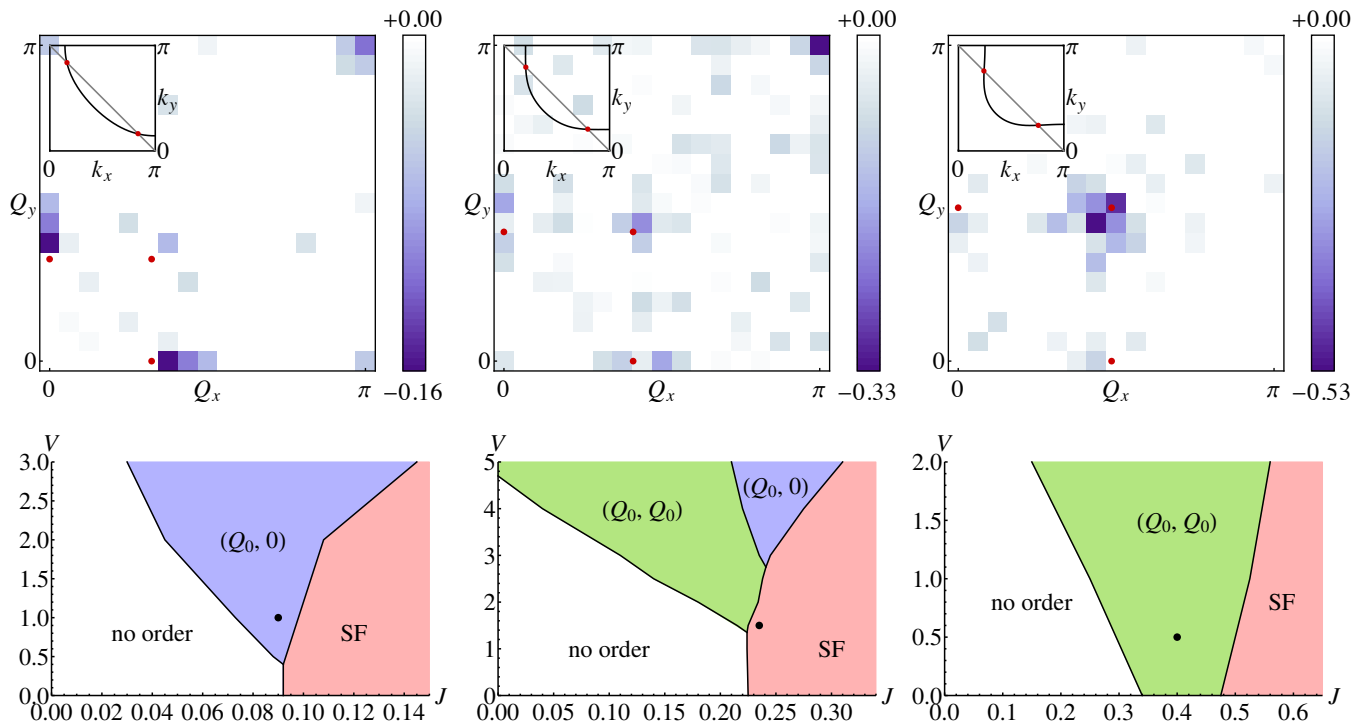 +0.00 +0.00 +0.00
π π π π π π
k_y k_y k_y
0 0 0
0 k_x π 0 k_x π 0 k_x π
Q_y Q_y Q_y
0 0 0
0 Q_x π −0.16 0 Q_x π −0.33 0 Q_x π −0.53
V
3.0
2.5
2.0
1.5
1.0
0.5
0.0
(Q_0, 0)
no order
SF
0.00 0.02 0.04 0.06 0.08 0.10 0.12 0.14 J
V
5
4
3
2
1
0
(Q_0, 0)
(Q_0, Q_0)
no order
SF
0.00 0.05 0.10 0.15 0.20 0.25 0.30 J
V
2.0
1.5
1.0
0.5
0.0
(Q_0, Q_0)
no order
SF
0.0 0.1 0.2 0.3 0.4 0.5 0.6 J